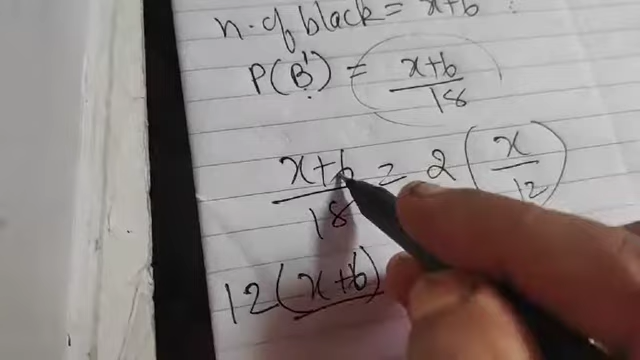 n. of black = x+6
P(B') = x+6/18
x+6/18 = 2(x/12)
12(x+6)